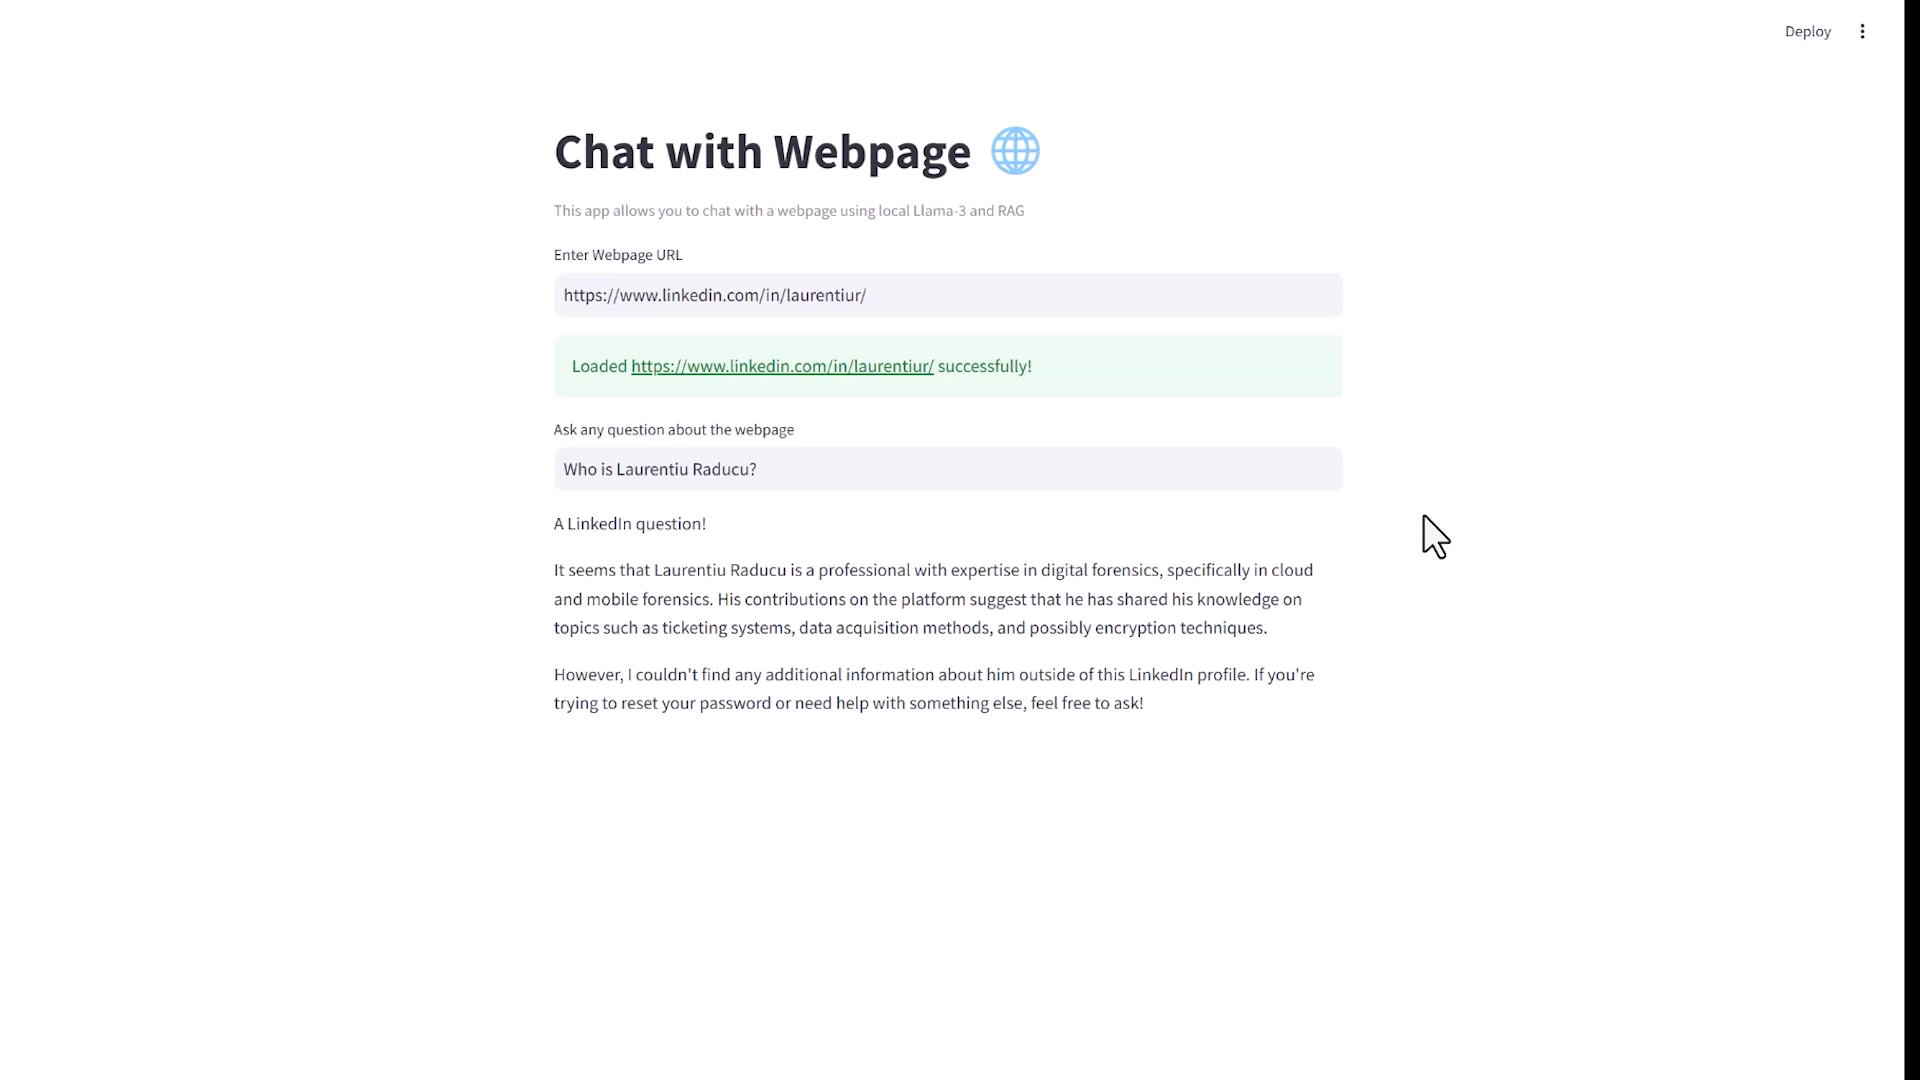 Deploy
Chat with Webpage
This app allows you to chat with a webpage using local Llama-3 and RAG
Enter Webpage URL
https://www.linkedin.com/in/laurentiur/
Loaded https://www.linkedin.com/in/laurentiur/ successfully!
Ask any question about the webpage
Who is Laurentiu Raducu?
A LinkedIn question!
It seems that Laurentiu Raducu is a professional with expertise in digital forensics, specifically in cloud
and mobile forensics. His contributions on the platform suggest that he has shared his knowledge on
topics such as ticketing systems, data acquisition methods, and possibly encryption techniques.
However, I couldn't find any additional information about him outside of this LinkedIn profile. If you're
trying to reset your password or need help with something else, feel free to ask!